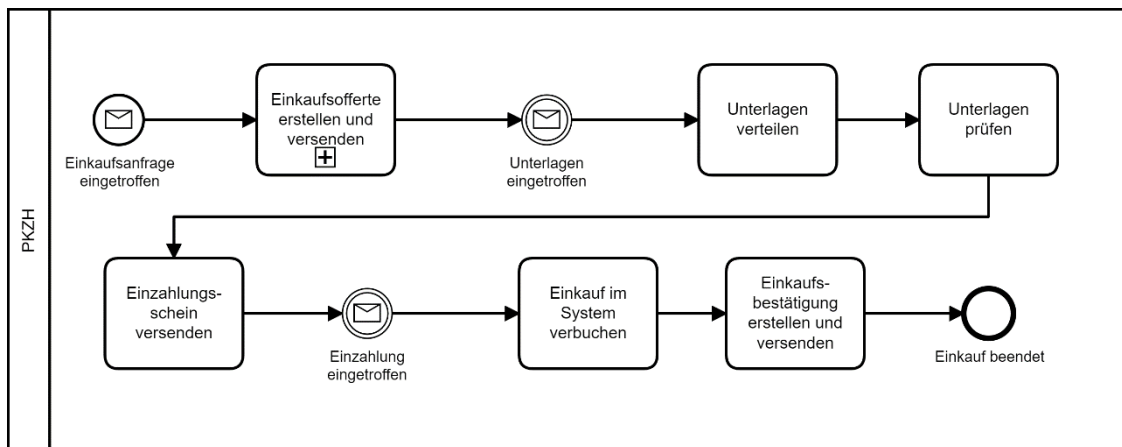 PKZH
Einkaufsanfrage
eingetroffen
Einkaufsofferte
erstellen und
versenden
Unterlagen
eingetroffen
Unterlagen
verteilen
Unterlagen
prüfen
Einzahlungs-
schein
versenden
Einzahlung
eingetroffen
Einkauf im
System
verbuchen
Einkaufs-
bestätigung
erstellen und
versenden
Einkauf beendet